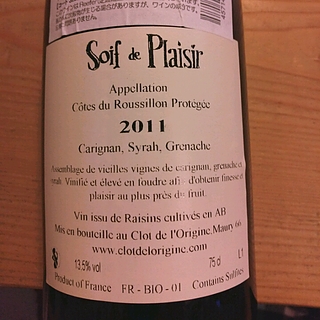 Soif de Plaisir
Appellation
Côtes du Roussillon Protégée
2011
Carignan, Syrah, Grenache
Assemblage de vieilles vignes de carignan, grenache et
syrah. Vinifié et élevé en foudre afin d'obtenir finesse et
plaisir au plus près du fruit.
Vin issu de Raisins cultivés en AB
Mis en bouteille au Clot de l'Origine. Maury 66
www.clotdelorigine.com
13,5% vol 75 cl L1
Product of France FR - BIO - 01 Contains Sulfites